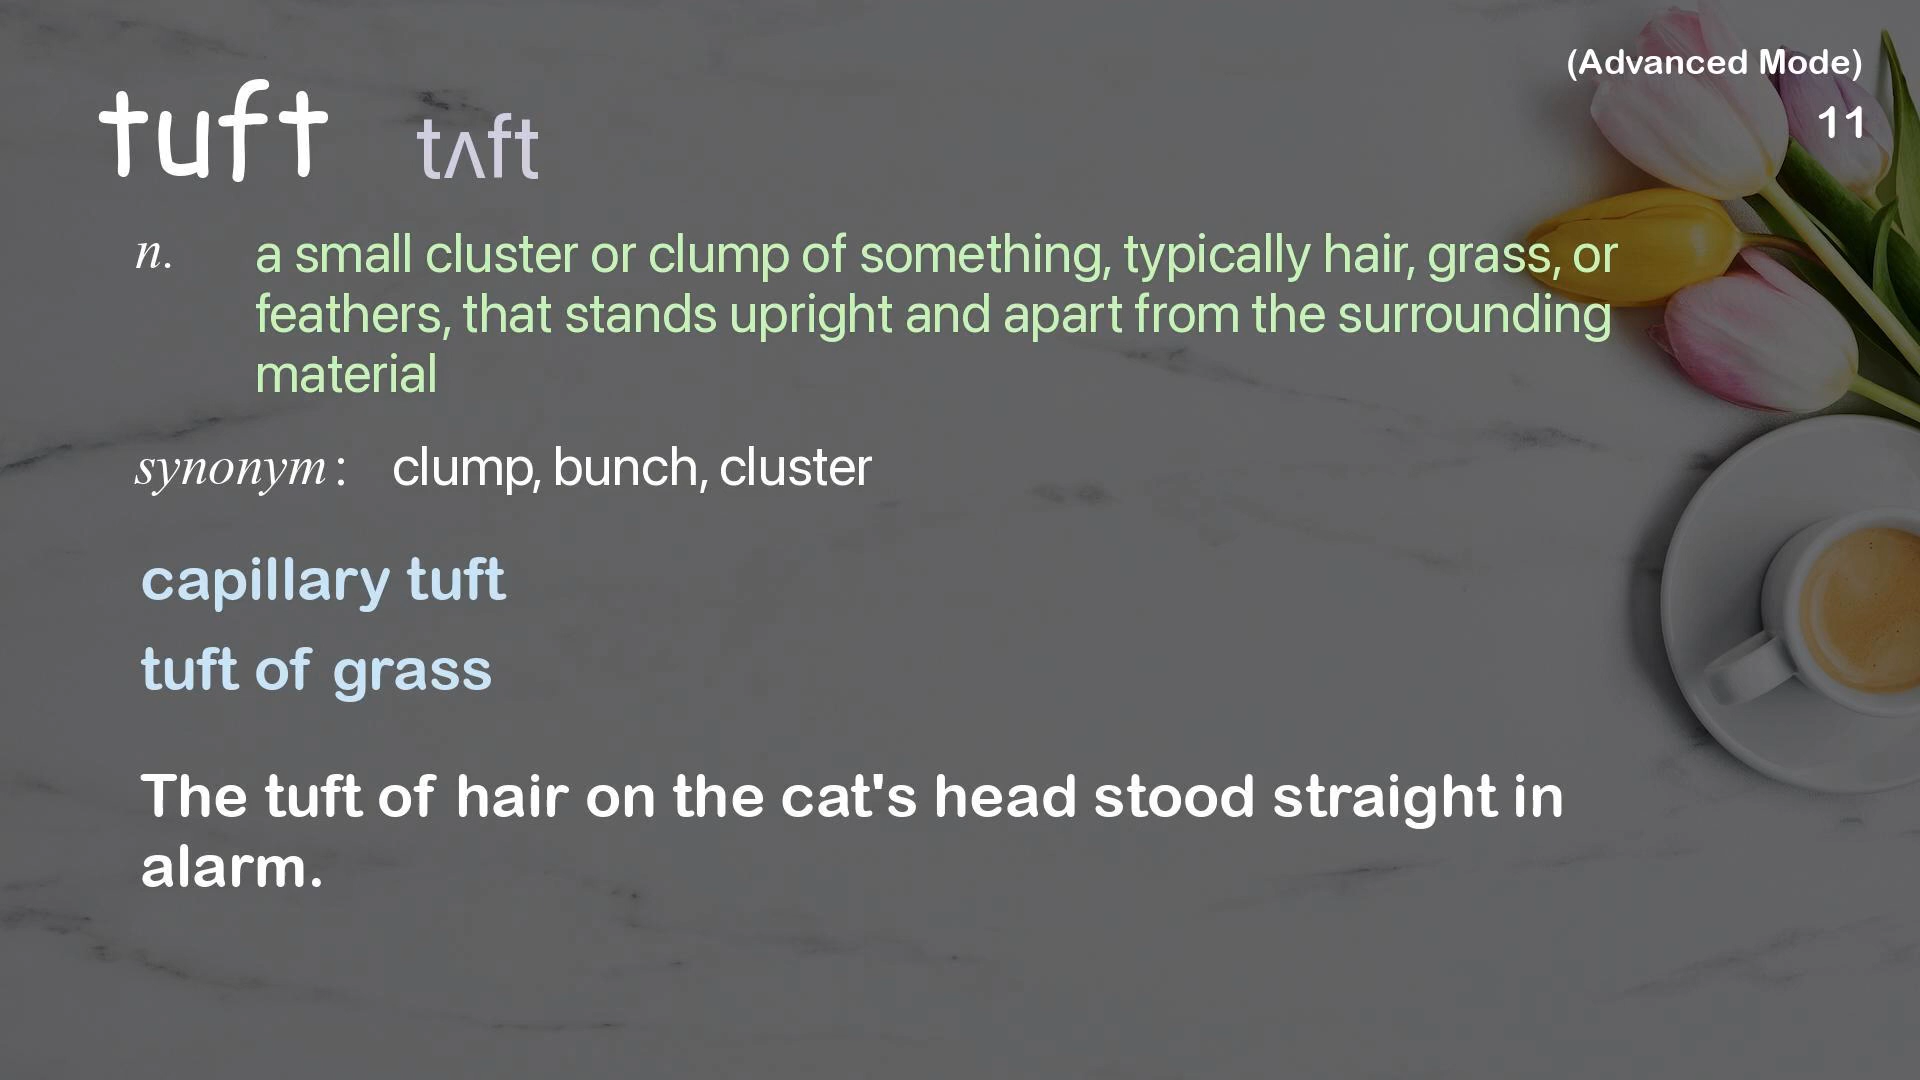 (Advanced Mode)
11
tuft tʌft
n. a small cluster or clump of something, typically hair, grass, or
feathers, that stands upright and apart from the surrounding
material
synonym: clump, bunch, cluster
capillary tuft
tuft of grass
The tuft of hair on the cat's head stood straight in
alarm.